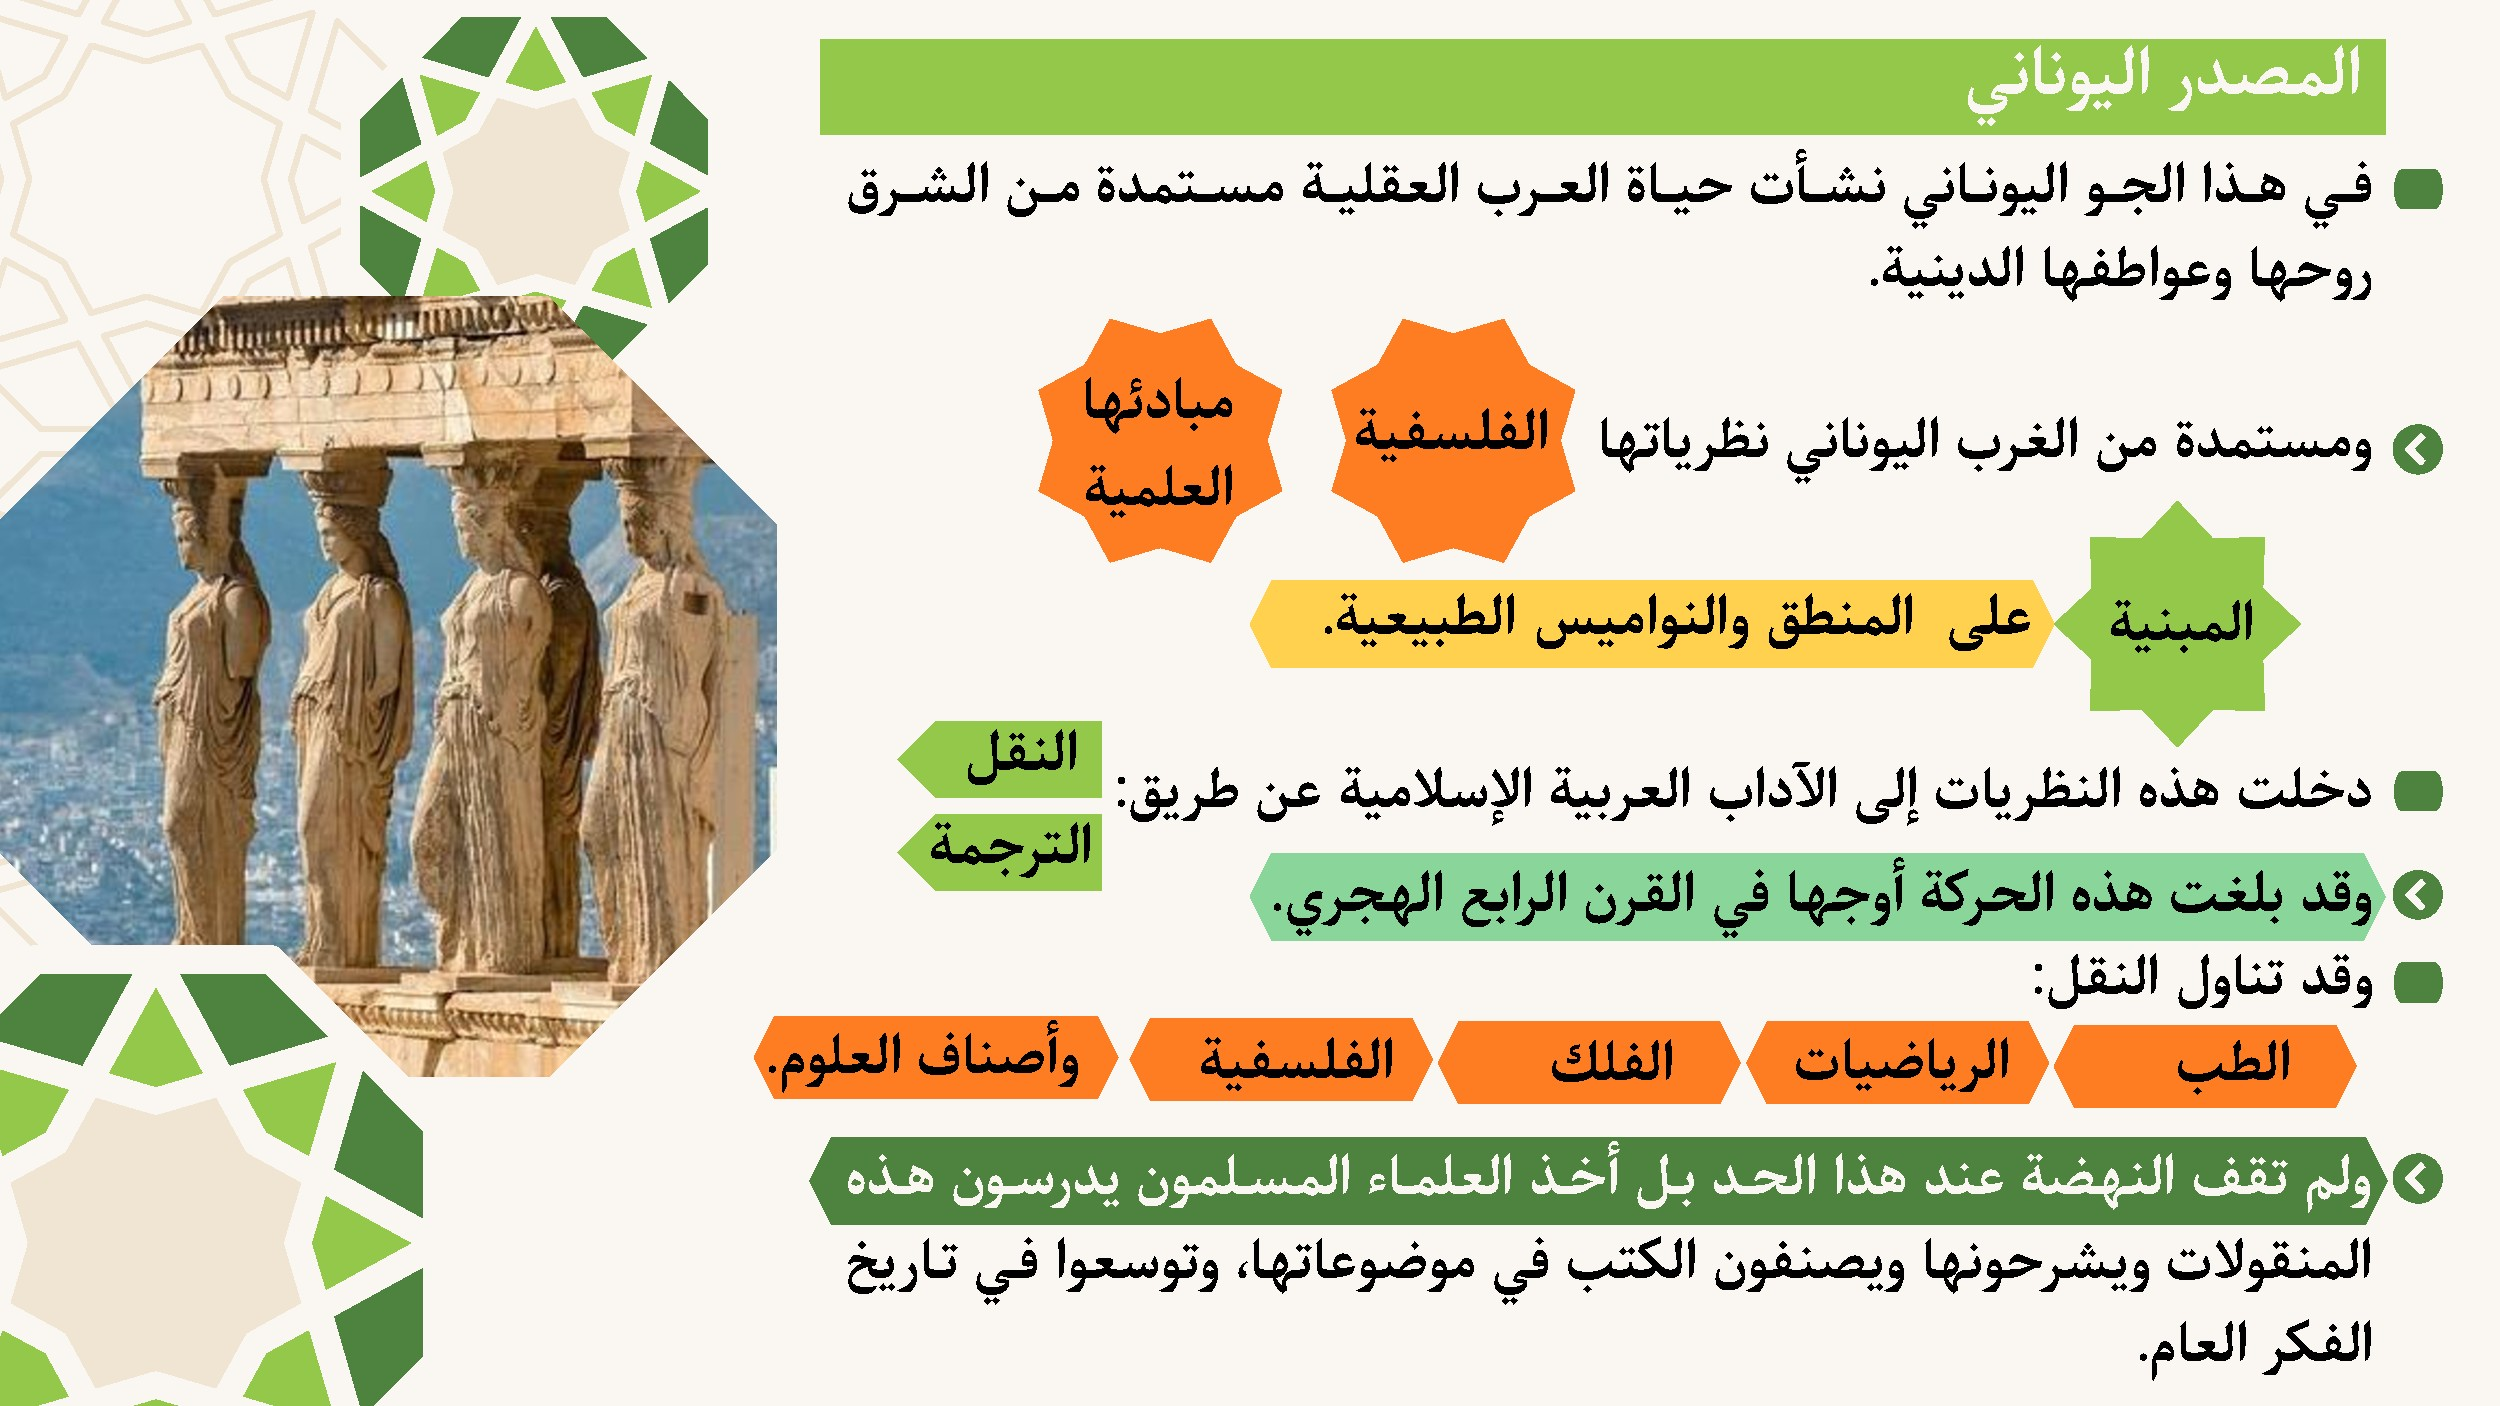 المصدر اليوناني
في هذا الجو اليوناني نشأت حياة العرب العقلية مستمدة من الشرق
روحها وعواطفها الدينية.
ومستمدة من الغرب اليوناني نظرياتها
الفلسفية
مبادئها
العلمية
المبنية
على المنطق والنواميس الطبيعية.
دخلت هذه النظريات إلى الآداب العربية الإسلامية عن طريق:
النقل
الترجمة
وقد بلغت هذه الحركة أوجها في القرن الرابع الهجري.
وقد تناول النقل:
الطب
الرياضيات
الفلك
الفلسفية
وأصناف العلوم.
ولم تقف النهضة عند هذا الحد بل أخذ العلماء المسلمون يدرسون هذه
المنقولات ويشرحونها ويصنفون الكتب في موضوعاتها، وتوسعوا في تاريخ
الفكر العام.